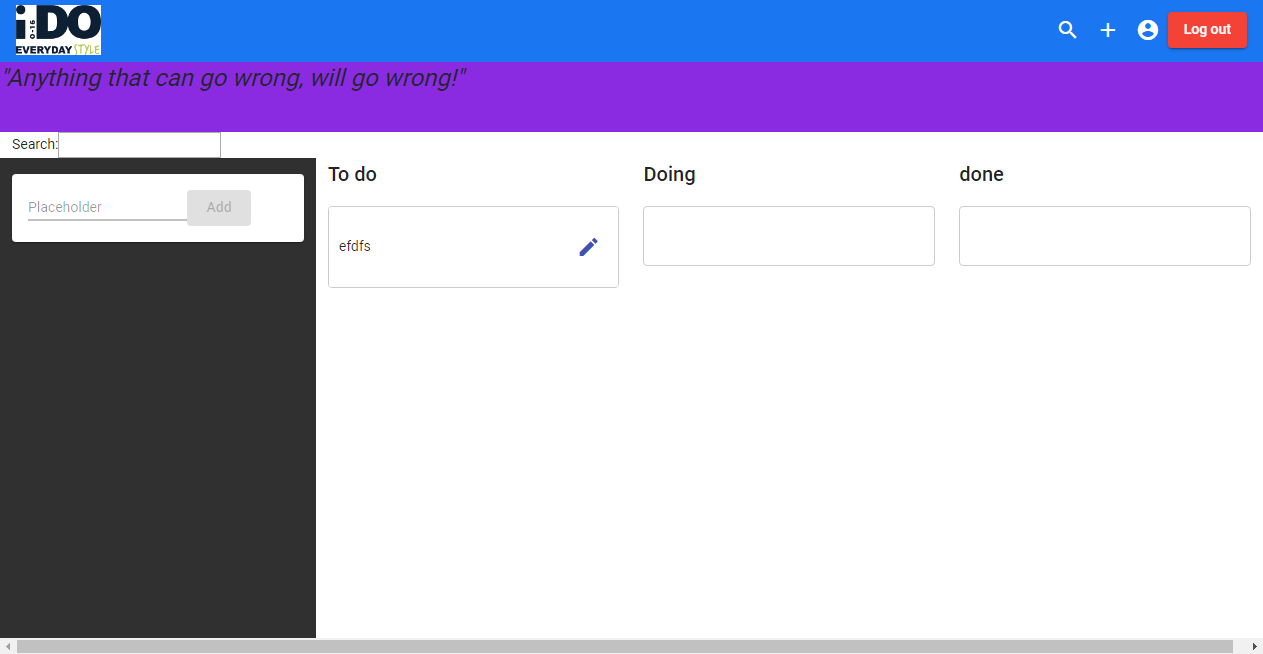 iDO
0-16
EVERYDAY STYLE
Log out
"Anything that can go wrong, will go wrong!"
Search:
Placeholder
Add
To do
Doing
done
efdfs